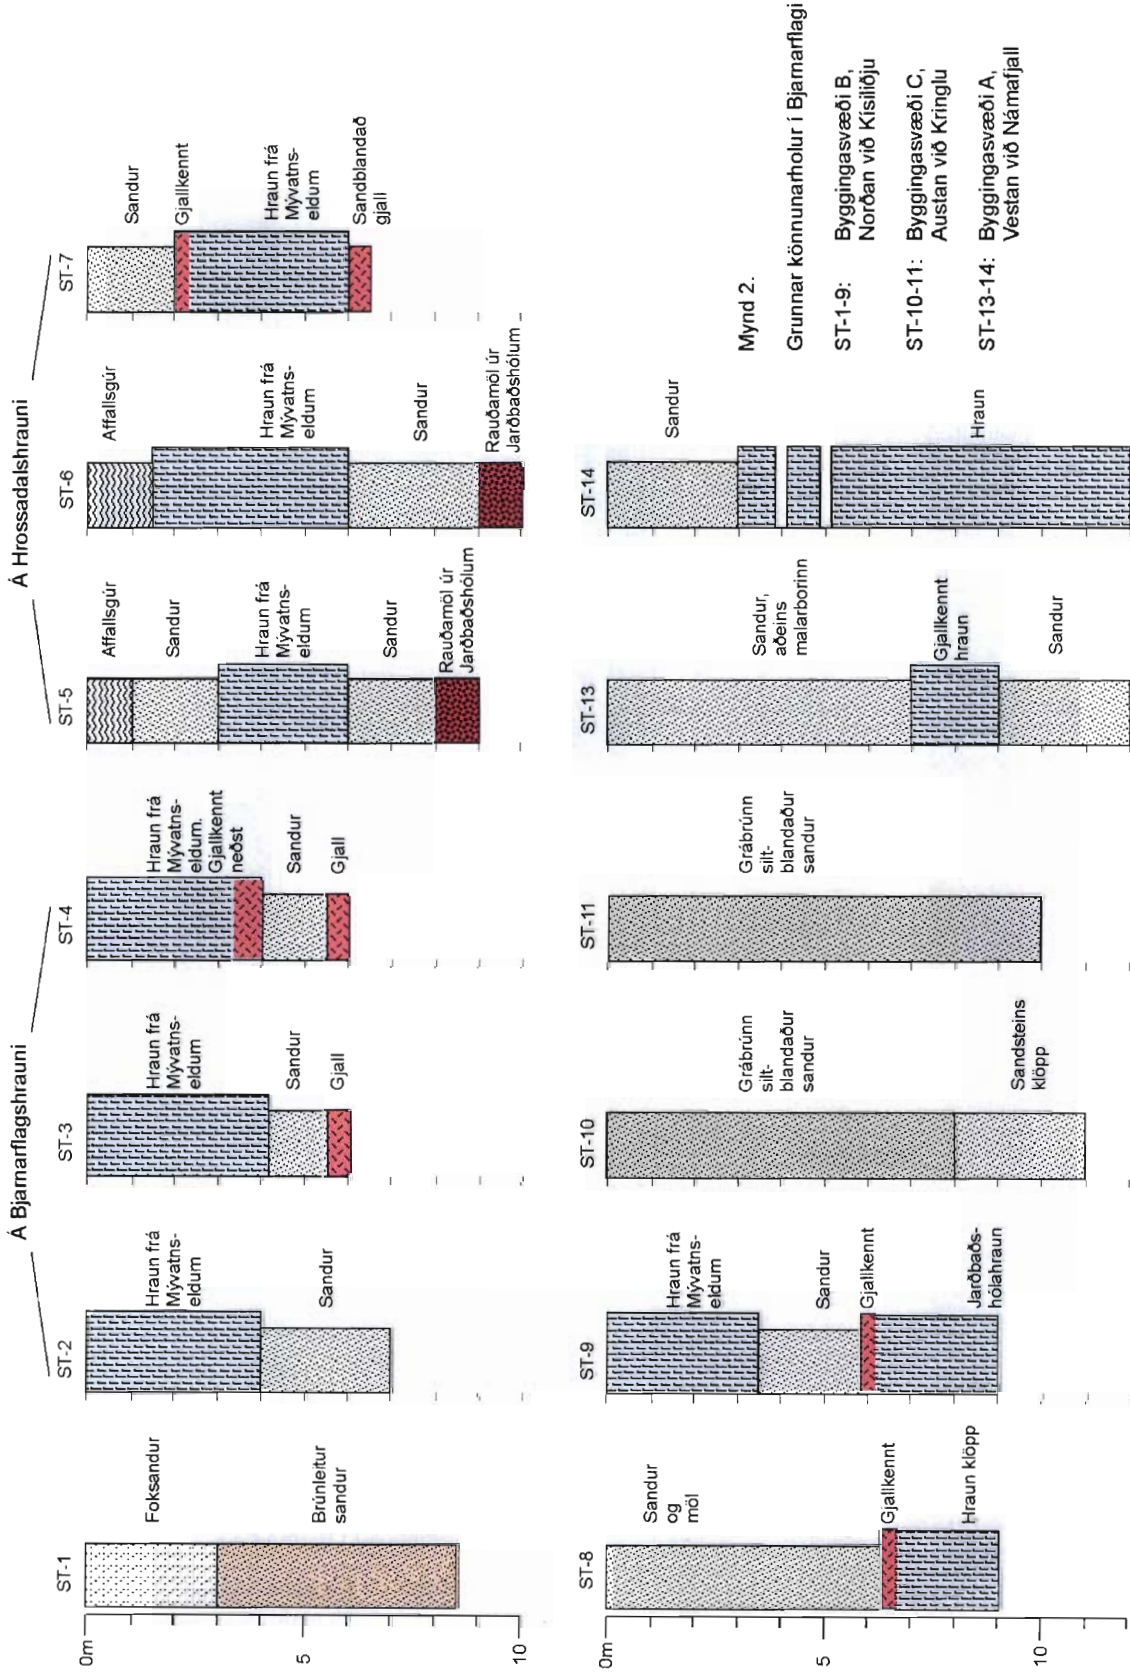 Á Bjarnarflagshrauni
Á Hrossadalshrauni
ST-1
ST-2
ST-3
ST-4
ST-5
ST-6
ST-7
0m
5
10
Foksandur
Brúnleitur
sandur
Hraun frá
Mývatns-
eldum
Sandur
Hraun frá
Mývatns-
eldum
Sandur
Gjall
Hraun frá
Mývatns-
eldum.
Gjallkennt
neðst
Sandur
Gjall
Affallsgúr
Sandur
Hraun frá
Mývatns-
eldum
Sandur
Rauðamöl úr
Jarðbaðshólum
Affallsgúr
Hraun frá
Mývatns-
eldum
Sandur
Rauðamöl úr
Jarðbaðshólum
Sandur
Gjallkennt
Hraun frá
Mývatns-
eldum
Sandblandað
gjall
ST-8
ST-9
ST-10
ST-11
ST-13
ST-14
0m
5
10
Sandur
og
möl
Gjallkennt
Hraun klöpp
Hraun frá
Mývatns-
eldum
Sandur
Gjallkennt
Jarðbaðs-
hólahraun
Grábrúnn
silt-
blandaður
sandur
Sandsteins
klöpp
Grábrúnn
silt-
blandaður
sandur
Sandur,
aðeins
malarborinn
Gjallkennt
hraun
Sandur
Sandur
Hraun
Mynd 2.
Grunnar könnunarholur í Bjarnarflagi
ST-1-9: Byggingasvæði B,
Norðan við Kísiliðju
ST-10-11: Byggingasvæði C,
Austan við Kringlu
ST-13-14: Byggingasvæði A,
Vestan við Námafjall